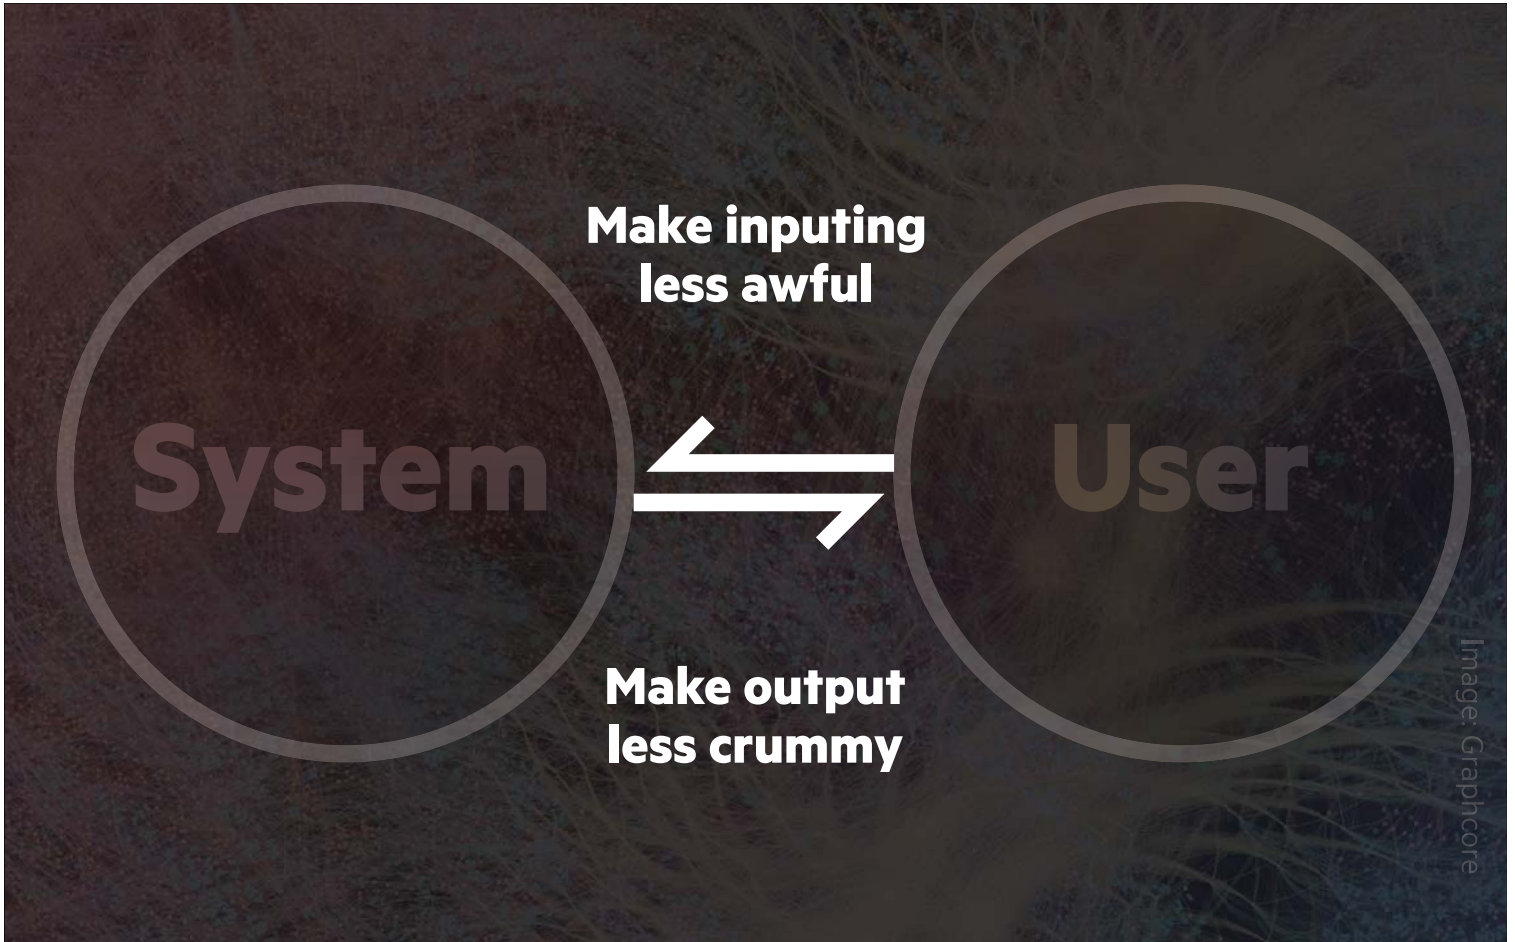 Make inputing
less awful
System
User
Make output
less crummy
Image: Graphcore